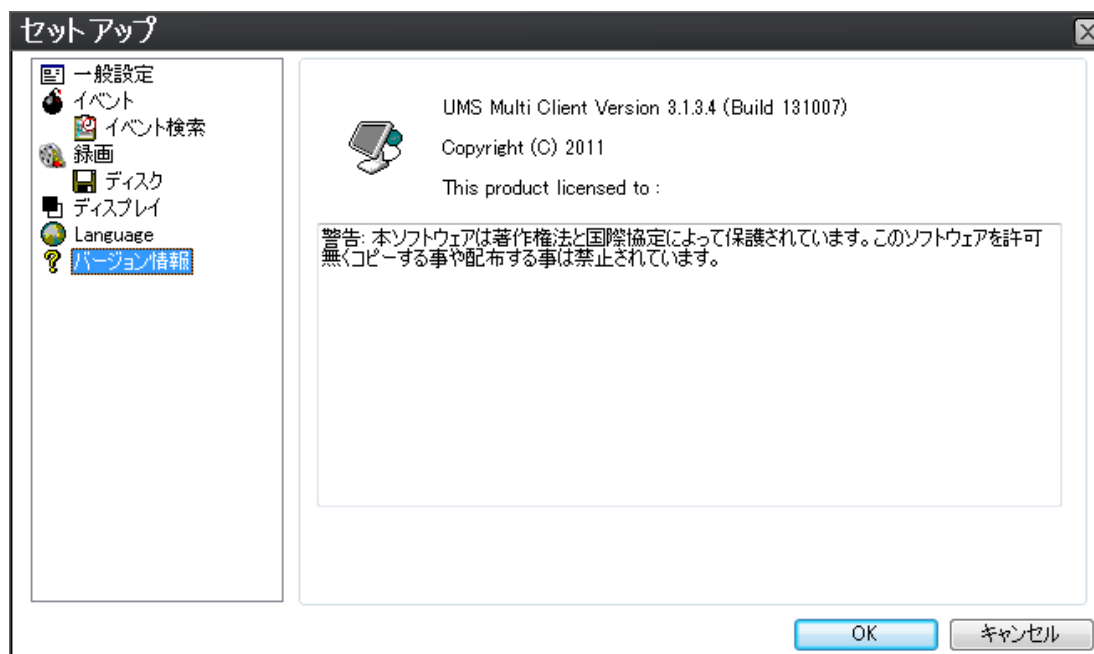 セットアップ
一般設定
イベント
イベント検索
録画
ディスク
ディスプレイ
Language
バージョン情報
UMS Multi Client Version 3.1.3.4 (Build 131007)
Copyright (C) 2011
This product licensed to :
警告: 本ソフトウェアは著作権法と国際協定によって保護されています。このソフトウェアを許可
無くコピーする事や配布する事は禁止されています。
OK
キャンセル